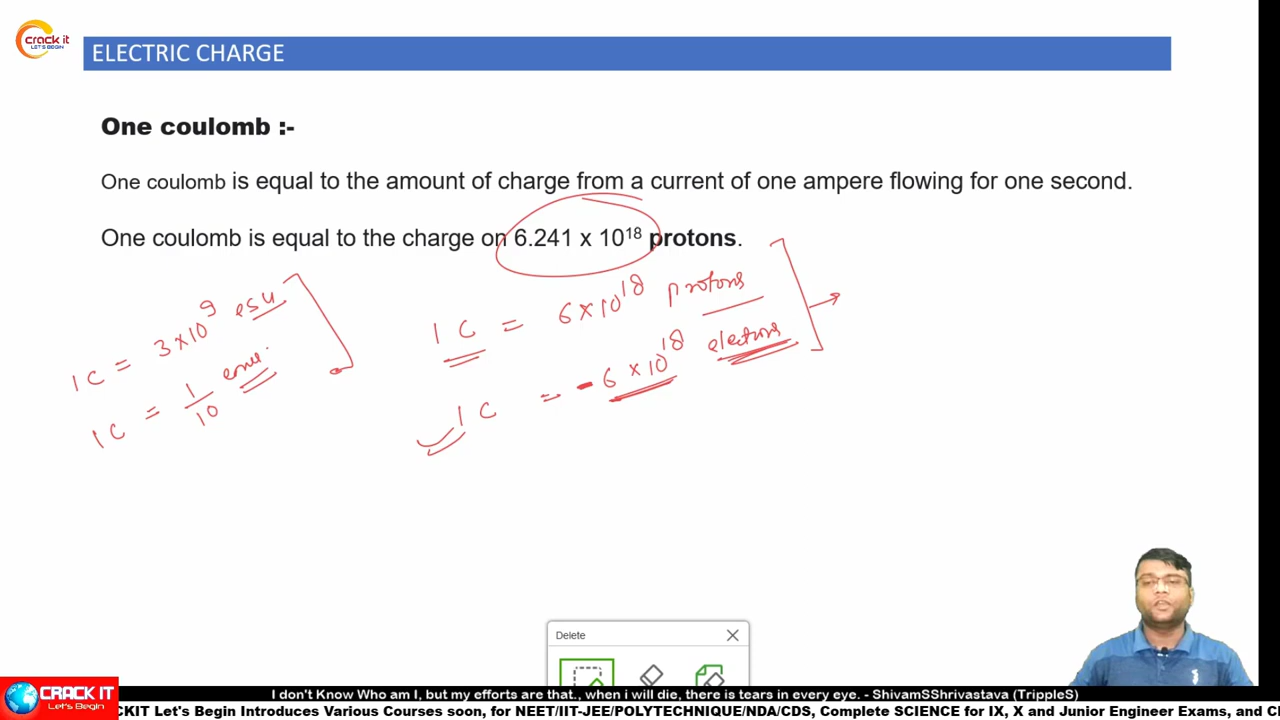 crack it
LET'S BEGIN
ELECTRIC CHARGE
One coulomb :-
One coulomb is equal to the amount of charge from a current of one ampere flowing for one second.
One coulomb is equal to the charge on 6.241 x 10¹⁸ protons.
1 C = 3×10⁹ esu
1 C = 1/10 emu
1 C = 6×10¹⁸ protons
1 C = -6×10¹⁸ electrons
Delete
CRACK IT
Let's Begin
I don't Know Who am I, but my efforts are that., when i will die, there is tears in every eye. - ShivamSShrivastava (TrippleS)
CKIT Let's Begin Introduces Various Courses soon, for NEET/IIT-JEE/POLYTECHNIQUE/NDA/CDS, Complete SCIENCE for IX, X and Junior Engineer Exams, and C